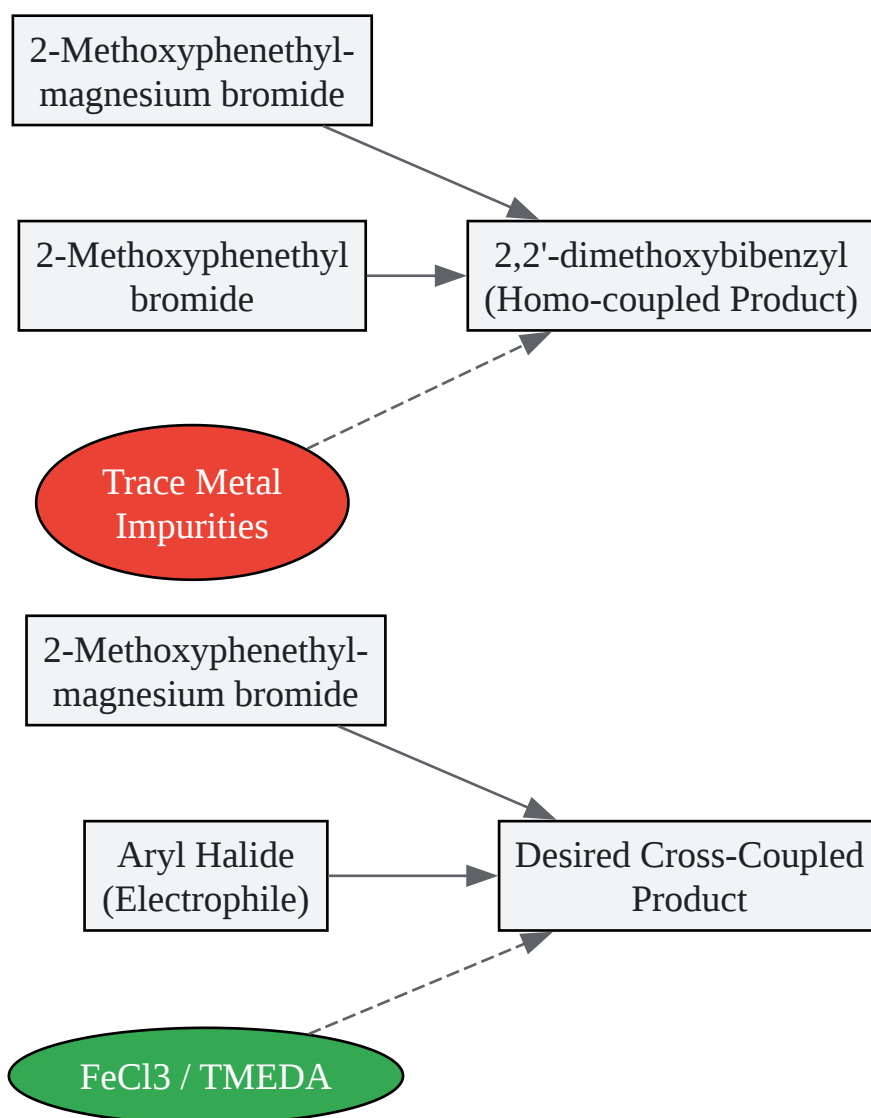 2-Methoxyphenethyl-
magnesium bromide
2-Methoxyphenethyl
bromide
2,2'-dimethoxybibenzyl
(Homo-coupled Product)
Trace Metal
Impurities
2-Methoxyphenethyl-
magnesium bromide
Aryl Halide
(Electrophile)
Desired Cross-Coupled
Product
FeCl3 / TMEDA